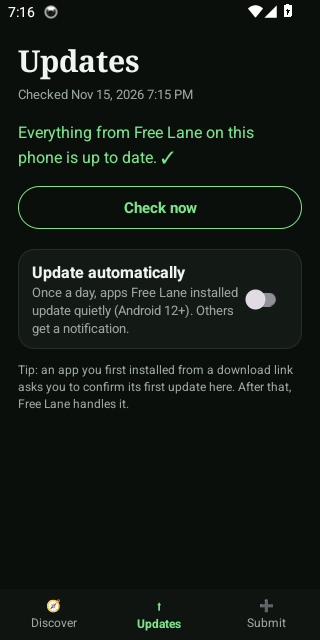 7:16
Updates
Checked Nov 15, 2026 7:15 PM
Everything from Free Lane on this
phone is up to date. ✓
Check now
Update automatically
Once a day, apps Free Lane installed
update quietly (Android 12+). Others
get a notification.
Tip: an app you first installed from a download link
asks you to confirm its first update here. After that,
Free Lane handles it.
Discover
Updates
Submit